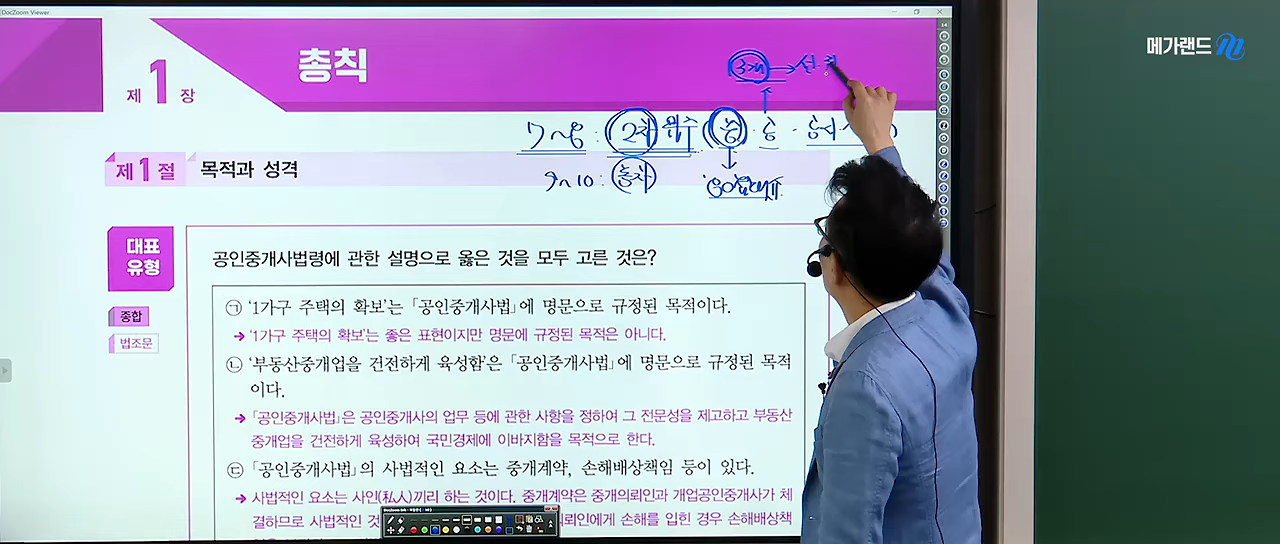 DocZoom Viewer
메가랜드
제1장
총칙
3개 →
7~8 : 2차
9~10 :
제1절 목적과 성격
대표
유형
종합
법조문
공인중개사법령에 관한 설명으로 옳은 것을 모두 고른 것은?
㉠ '1가구 주택의 확보'는 「공인중개사법」에 명문으로 규정된 목적이다.
→ '1가구 주택의 확보'는 좋은 표현이지만 명문에 규정된 목적은 아니다.
㉡ '부동산중개업을 건전하게 육성함'은 「공인중개사법」에 명문으로 규정된 목적
이다.
→ 「공인중개사법」은 공인중개사의 업무 등에 관한 사항을 정하여 그 전문성을 제고하고 부동산
중개업을 건전하게 육성하여 국민경제에 이바지함을 목적으로 한다.
㉢ 「공인중개사법」의 사법적인 요소는 중개계약, 손해배상책임 등이 있다.
→ 사법적인 요소는 사인(私人)끼리 하는 것이다. 중개계약은 중개의뢰인과 개업공인중개사가 체
결하므로 사법적인 것 뢰인에게 손해를 입힌 경우 손해배상책